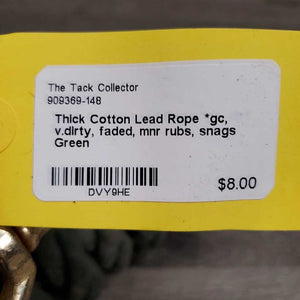 The Tack Collector
909369-148
Thick Cotton Lead Rope *gc,
v.dirty, faded, mnr rubs, snags
Green
DVY9HE
$8.00